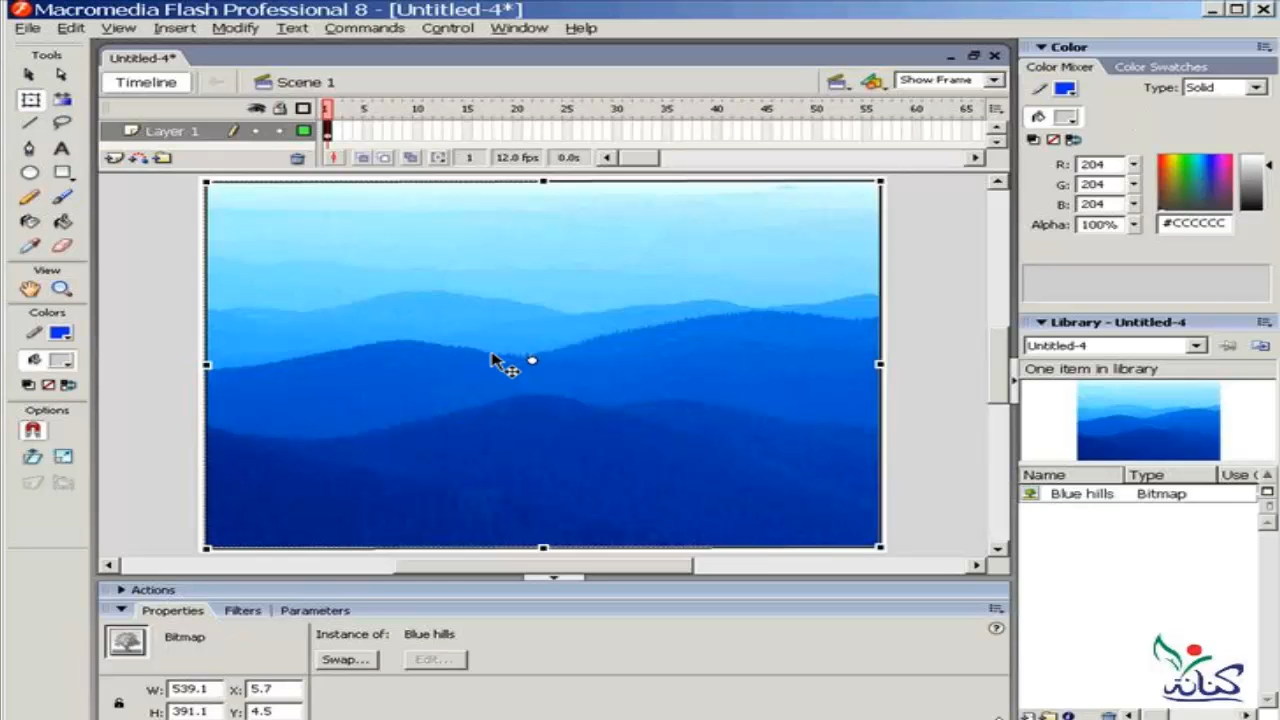 Macromedia Flash Professional 8 - [Untitled-4*]
File Edit View Insert Modify Text Commands Control Window Help
Tools
View
Colors
Options
Untitled-4*
Timeline
Scene 1
Show Frame
1 5 10 15 20 25 30 35 40 45 50 55 60 65
Layer 1
1 12.0 fps 0.0s
Color
Color Mixer Color Swatches
Type: Solid
R: 204
G: 204
B: 204
Alpha: 100% #CCCCCC
Library - Untitled-4
Untitled-4
One item in library
Name Type Use C
Blue hills Bitmap
Actions
Properties Filters Parameters
Bitmap
Instance of: Blue hills
Swap... Edit...
W: 539.1 X: 5.7
H: 391.1 Y: 4.5
كنانة